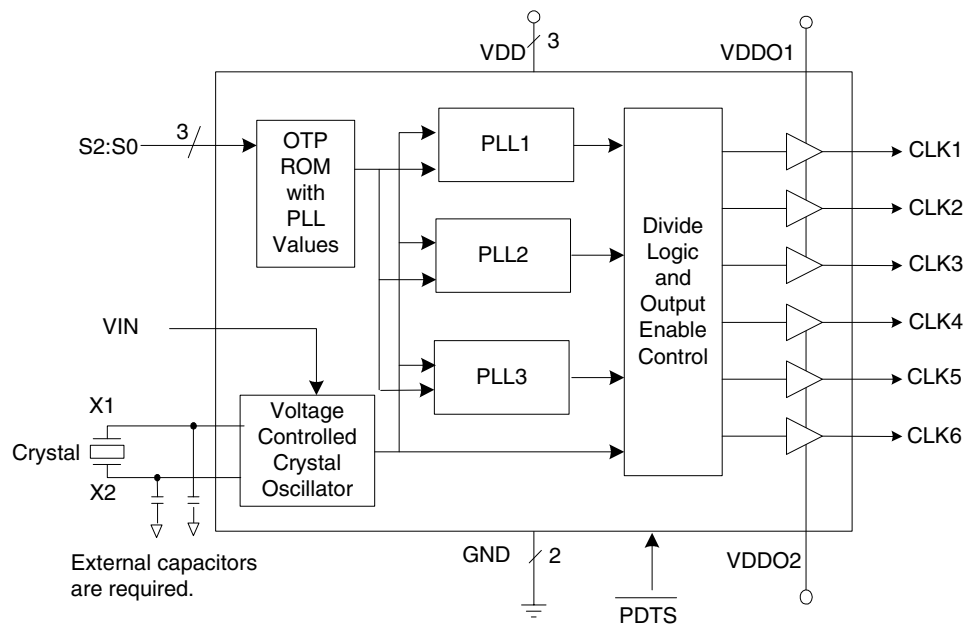 VDD
3
VDDO1
S2:S0
3
OTP
ROM
with
PLL
Values
PLL1
PLL2
PLL3
Divide
Logic
and
Output
Enable
Control
CLK1
CLK2
CLK3
CLK4
CLK5
CLK6
VIN
X1
Crystal
X2
Voltage
Controlled
Crystal
Oscillator
External capacitors
are required.
GND
2
PDTS
VDDO2